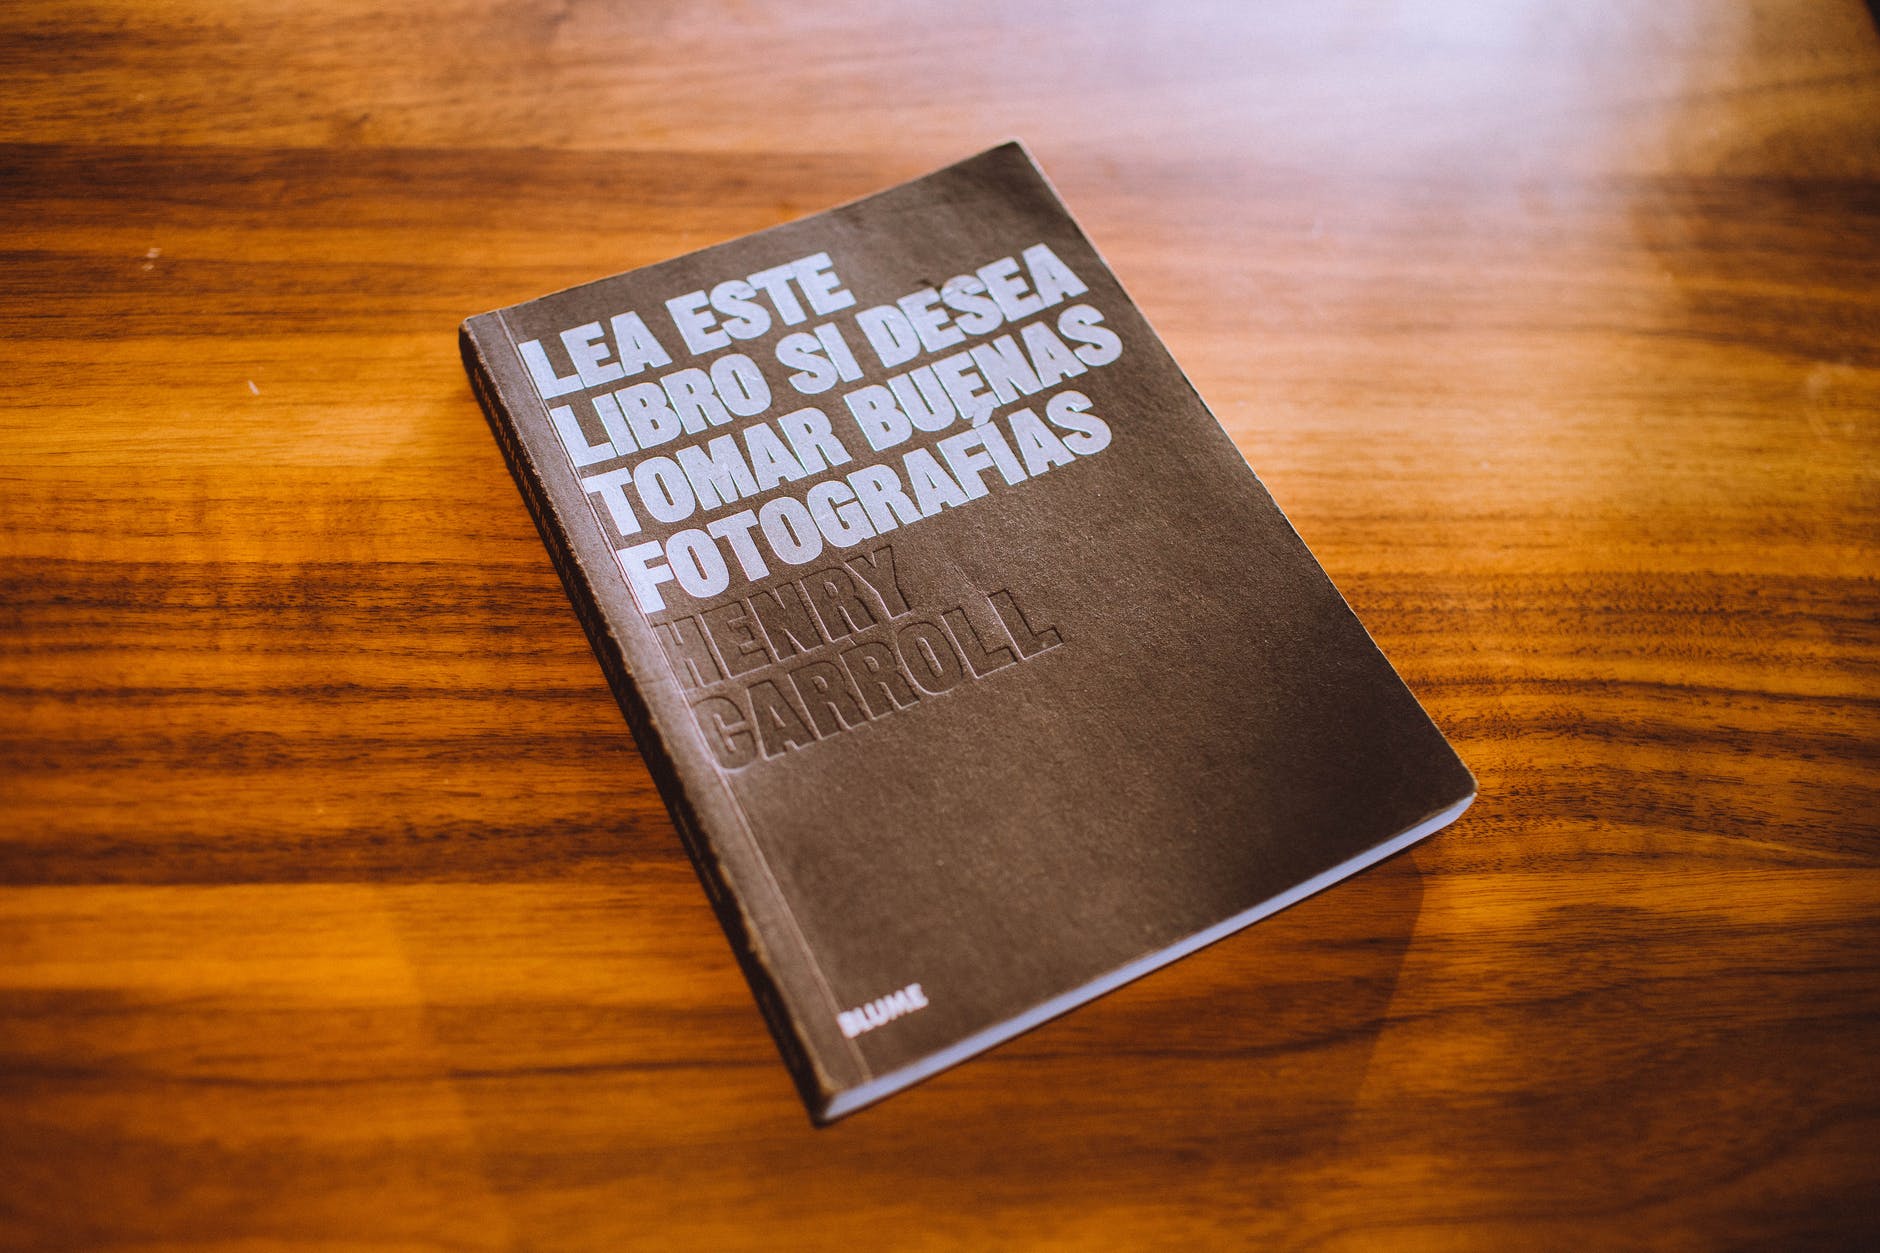 LEA ESTE
LIBRO SI DESEA
TOMAR BUENAS
FOTOGRAFÍAS
HENRY
CARROLL
BLUME